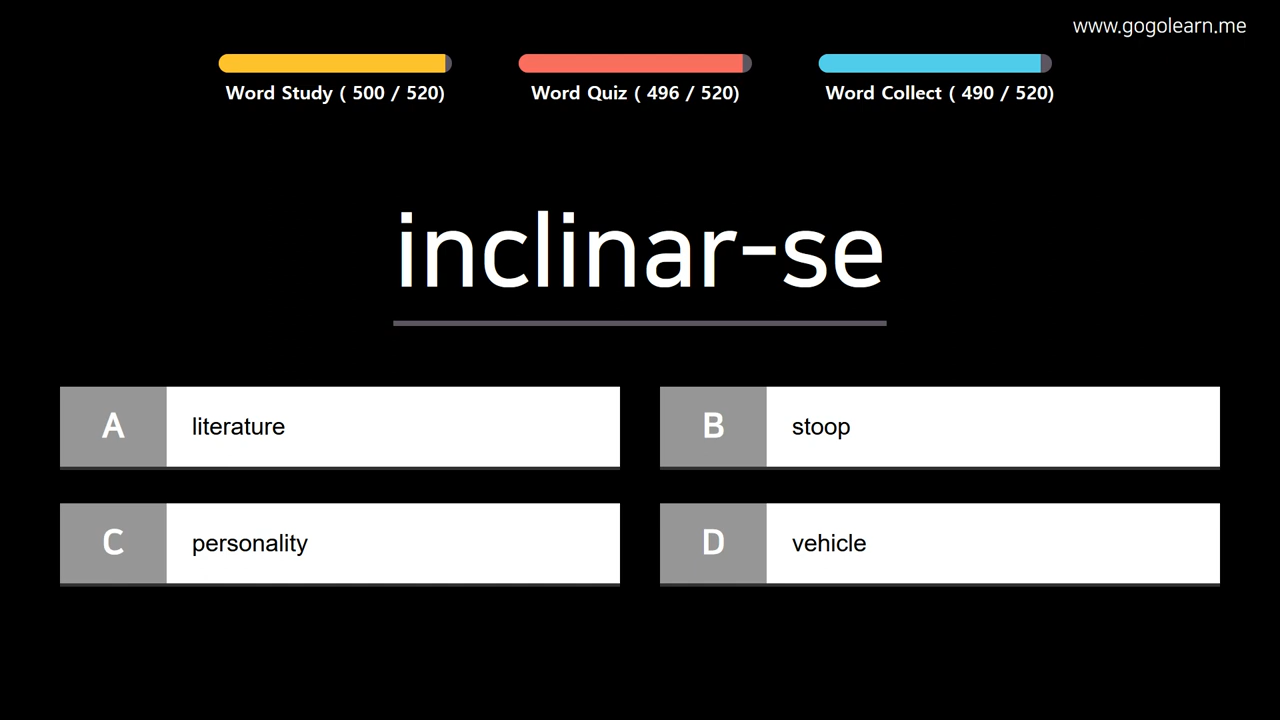 www.gogolearn.me
Word Study ( 500 / 520)
Word Quiz ( 496 / 520)
Word Collect ( 490 / 520)
inclinar-se
A literature
B stoop
C personality
D vehicle